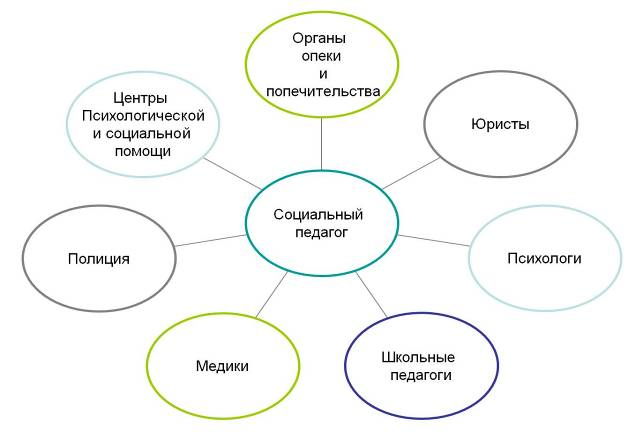 Органы
опеки
и
попечительства
Центры
Психологической
и социальной
помощи
Юристы
Социальный
педагог
Полиция
Психологи
Медики
Школьные
педагоги